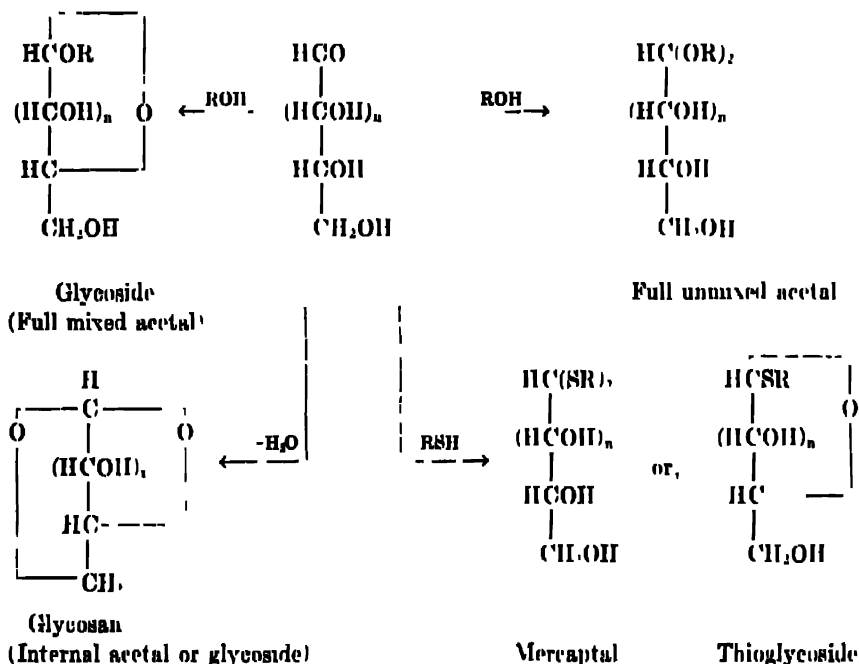 HCOR HCO HC(OR)₂
(HCOH)ₙ O ←ROH (HCOH)ₙ ROH→ (HCOH)ₙ
HC HCOH HCOH
CH₂OH CH₂OH CH₂OH
Glycoside Full unmixed acetal
(Full mixed acetal)
H HC(SR)₂ HCSR
O C O -H₂O RSH O
(HCOH) ← → (HCOH)ₙ or, (HCOH)ₙ
HC HCOH HC
CH CH₂OH CH₂OH
Glycosan
(Internal acetal or glycoside) Mercaptal Thioglycoside